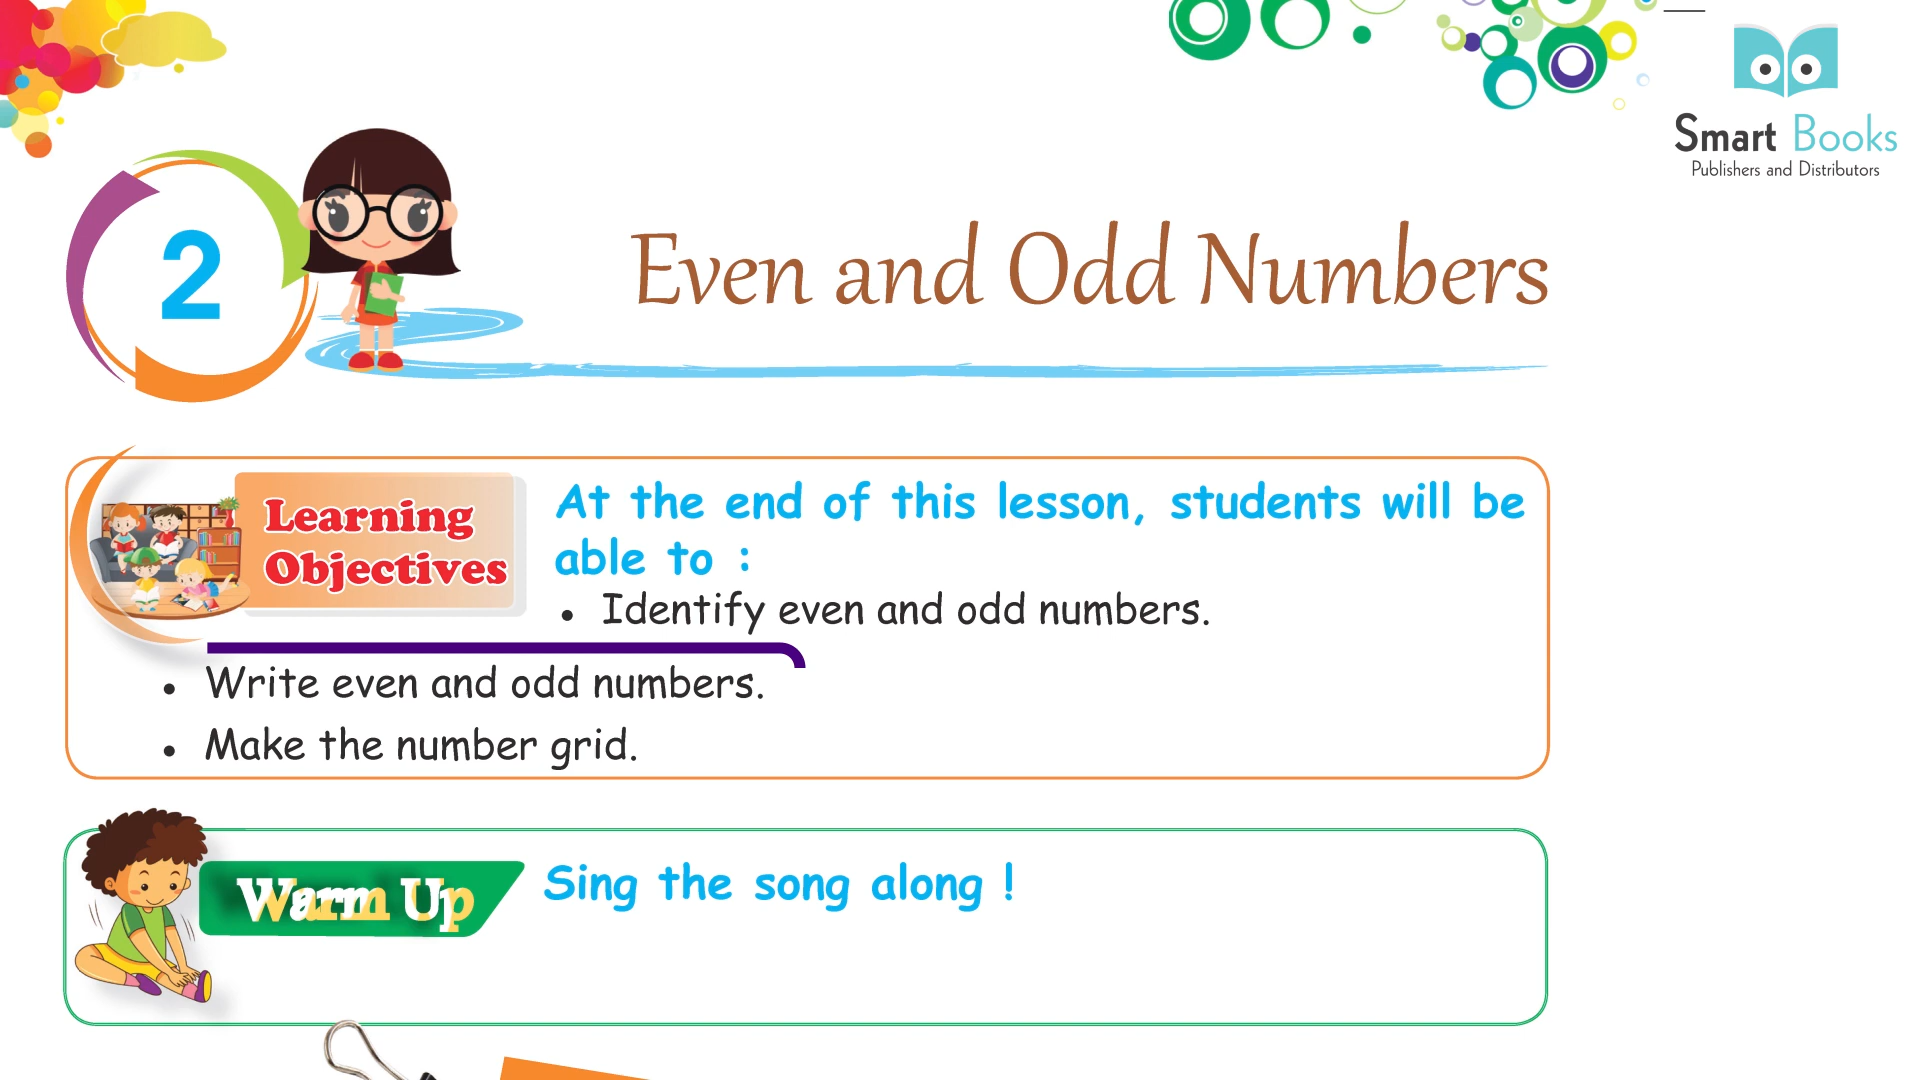 Smart Books
Publishers and Distributors
2
Even and Odd Numbers
Learning
Objectives
At the end of this lesson, students will be
able to :
• Identify even and odd numbers.
• Write even and odd numbers.
• Make the number grid.
Warm Up
Sing the song along !